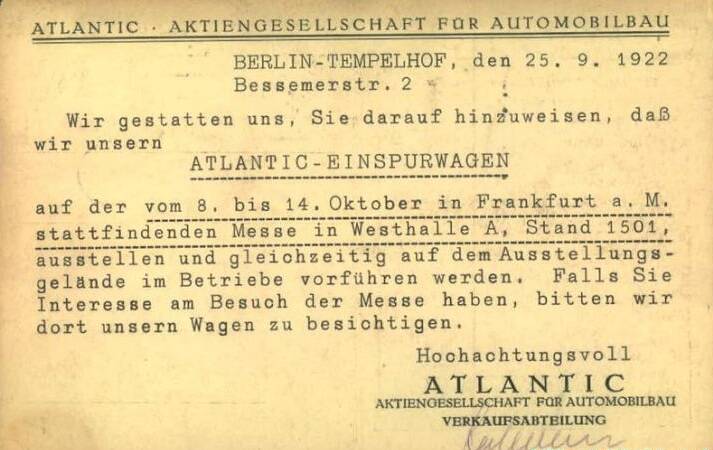 ATLANTIC · AKTIENGESELLSCHAFT FÜR AUTOMOBILBAU
BERLIN-TEMPELHOF, den 25. 9. 1922
Bessemerstr. 2
Wir gestatten uns, Sie darauf hinzuweisen, daß
wir unsern
ATLANTIC-EINSPURWAGEN
auf der vom 8. bis 14. Oktober in Frankfurt a. M.
stattfindenden Messe in Westhalle A, Stand 1501,
ausstellen und gleichzeitig auf dem Ausstellungs-
gelände im Betriebe vorführen werden. Falls Sie
Interesse am Besuch der Messe haben, bitten wir
dort unsern Wagen zu besichtigen.
Hochachtungsvoll
ATLANTIC
AKTIENGESELLSCHAFT FÜR AUTOMOBILBAU
VERKAUFSABTEILUNG